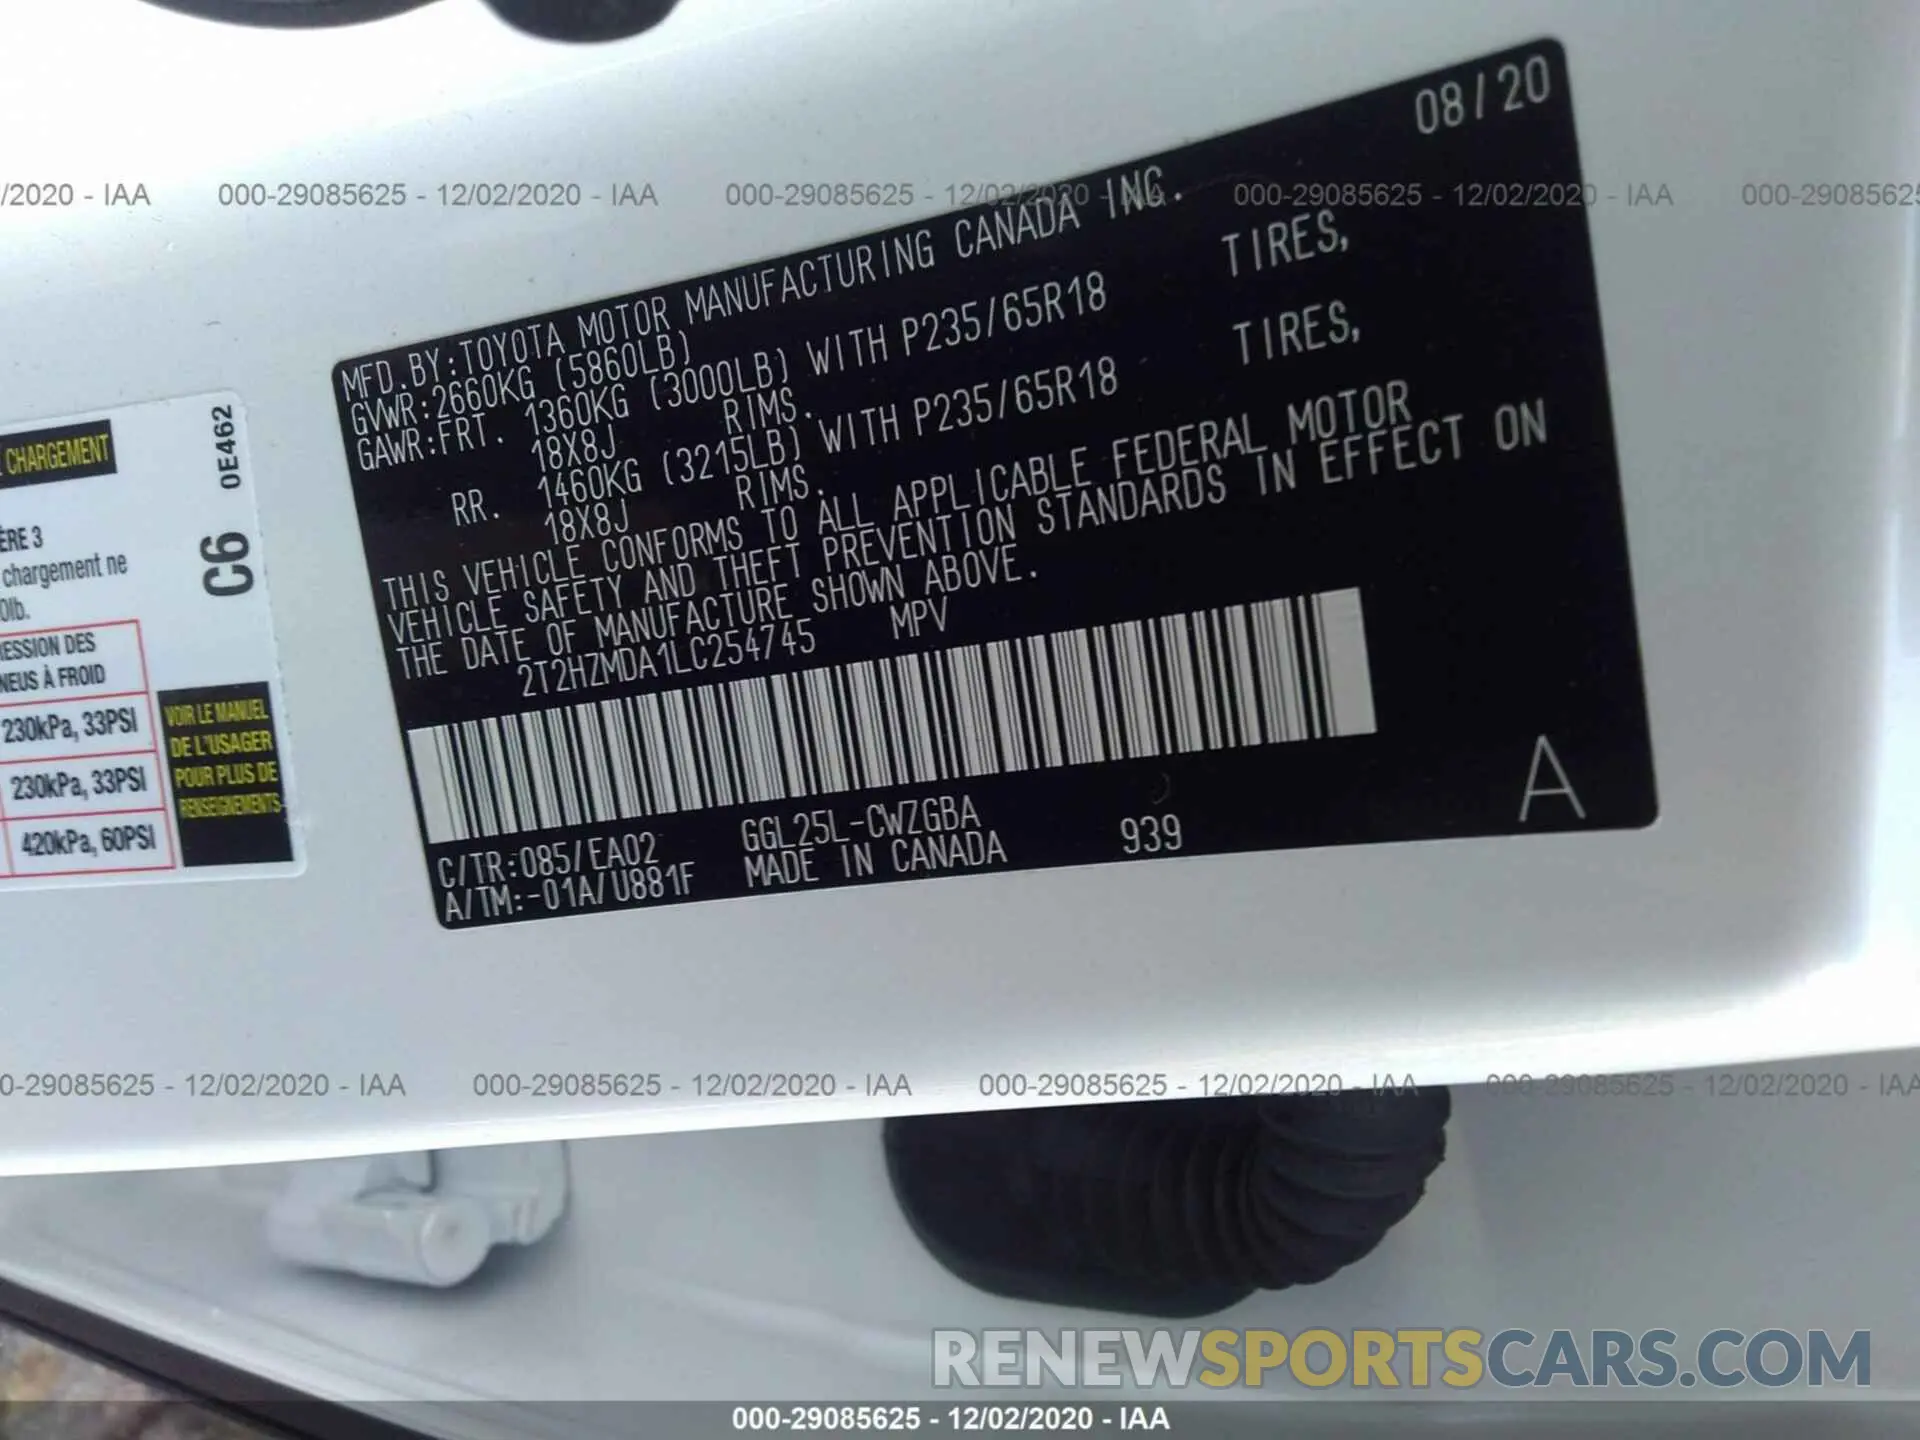 08/20
/2020 - IAA 000-29085625 - 12/02/2020 - IAA 000-29085625 - 12/02/2020 - IAA 000-29085625 - 12/02/2020 - IAA 000-2908562
MFD.BY:TOYOTA MOTOR MANUFACTURING CANADA INC.
GVWR:2660KG (5860LB)
GAWR:FRT. 1360KG (3000LB) WITH P235/65R18 TIRES,
18X8J RIMS.
RR. 1460KG (3215LB) WITH P235/65R18 TIRES,
18X8J RIMS.
THIS VEHICLE CONFORMS TO ALL APPLICABLE FEDERAL MOTOR
VEHICLE SAFETY AND THEFT PREVENTION STANDARDS IN EFFECT ON
THE DATE OF MANUFACTURE SHOWN ABOVE.
2T2HZMDA1LC254745 MPV
C/TR:085/EA02 GGL25L-CWZGBA
A/TM:-01A/U881F MADE IN CANADA 939
A
CHARGEMENT
0E462
C6
ÈRE 3
chargement ne
0lb.
ESSION DES
NEUS À FROID
230kPa, 33PSI
230kPa, 33PSI
420kPa, 60PSI
VOIR LE MANUEL
DE L'USAGER
POUR PLUS DE
RENSEIGNEMENTS
0-29085625 - 12/02/2020 - IAA 000-29085625 - 12/02/2020 - IAA 000-29085625 - 12/02/2020 - IAA 000-29085625 - 12/02/2020 - IAA
RENEWSPORTSCARS.COM
000-29085625 - 12/02/2020 - IAA